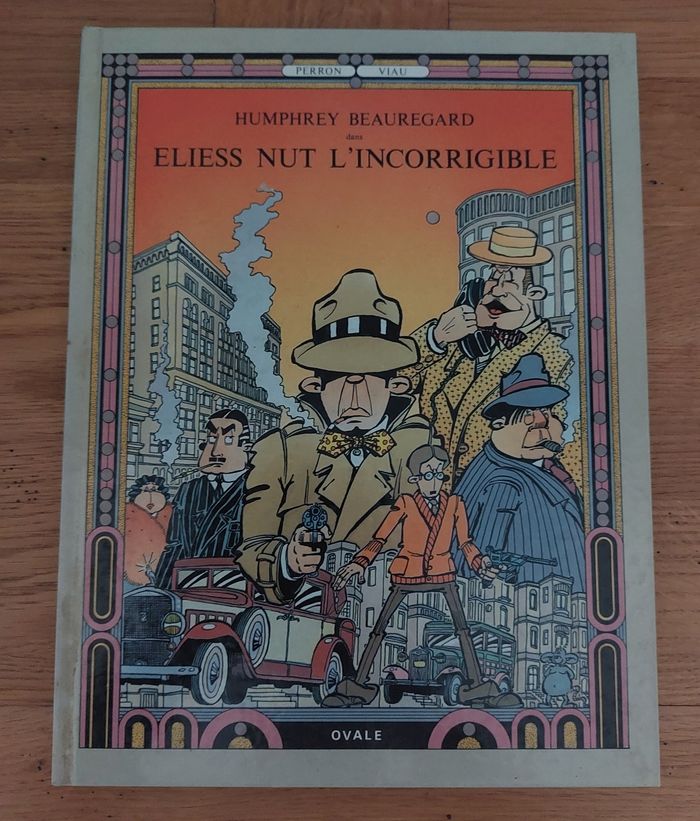 PERRON VIAU
HUMPHREY BEAUREGARD
dans
ELIESS NUT L'INCORRIGIBLE
OVALE